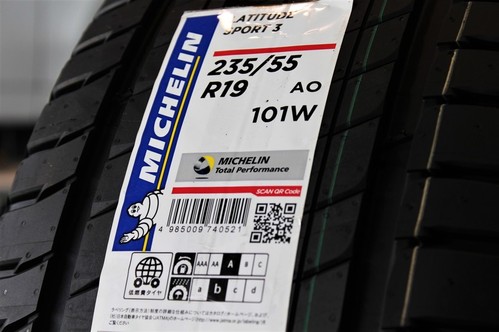 LATITUDE
SPORT 3
235/55
R19 AO
101W
MICHELIN
MICHELIN
Total Performance
SCAN QR Code
4 985009 740521
AAA AA A B C
a b c d
低燃費タイヤ